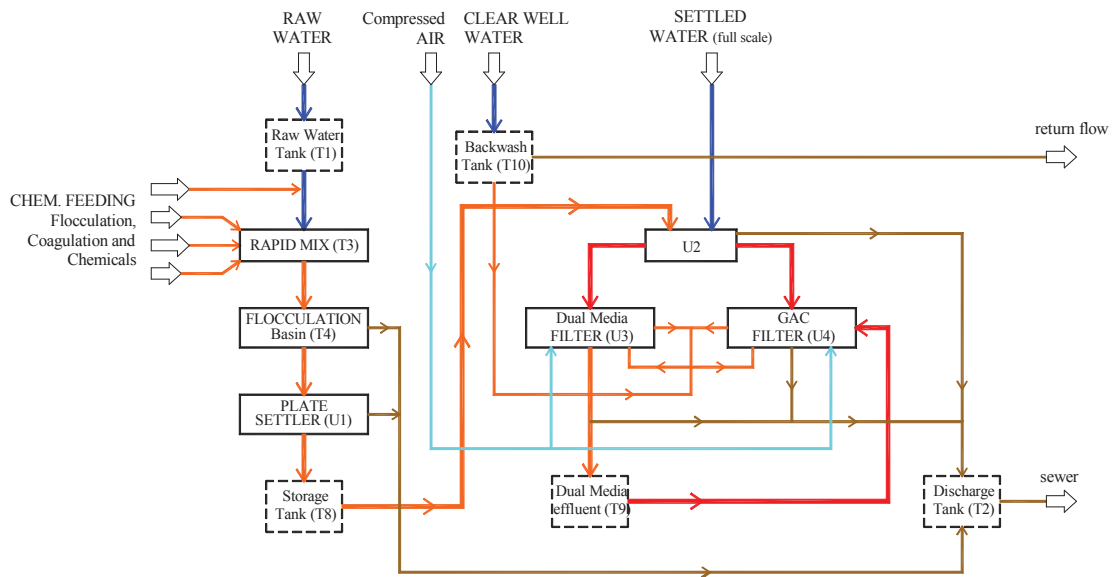 RAW
WATER
Compressed
AIR
CLEAR WELL
WATER
SETTLED
WATER (full scale)
Raw Water
Tank (T1)
Backwash
Tank (T10)
return flow
CHEM. FEEDING
Flocculation,
Coagulation and
Chemicals
RAPID MIX (T3)
U2
FLOCCULATION
Basin (T4)
Dual Media
FILTER (U3)
GAC
FILTER (U4)
PLATE
SETTLER (U1)
Storage
Tank (T8)
Dual Media
effluent (T9)
Discharge
Tank (T2)
sewer